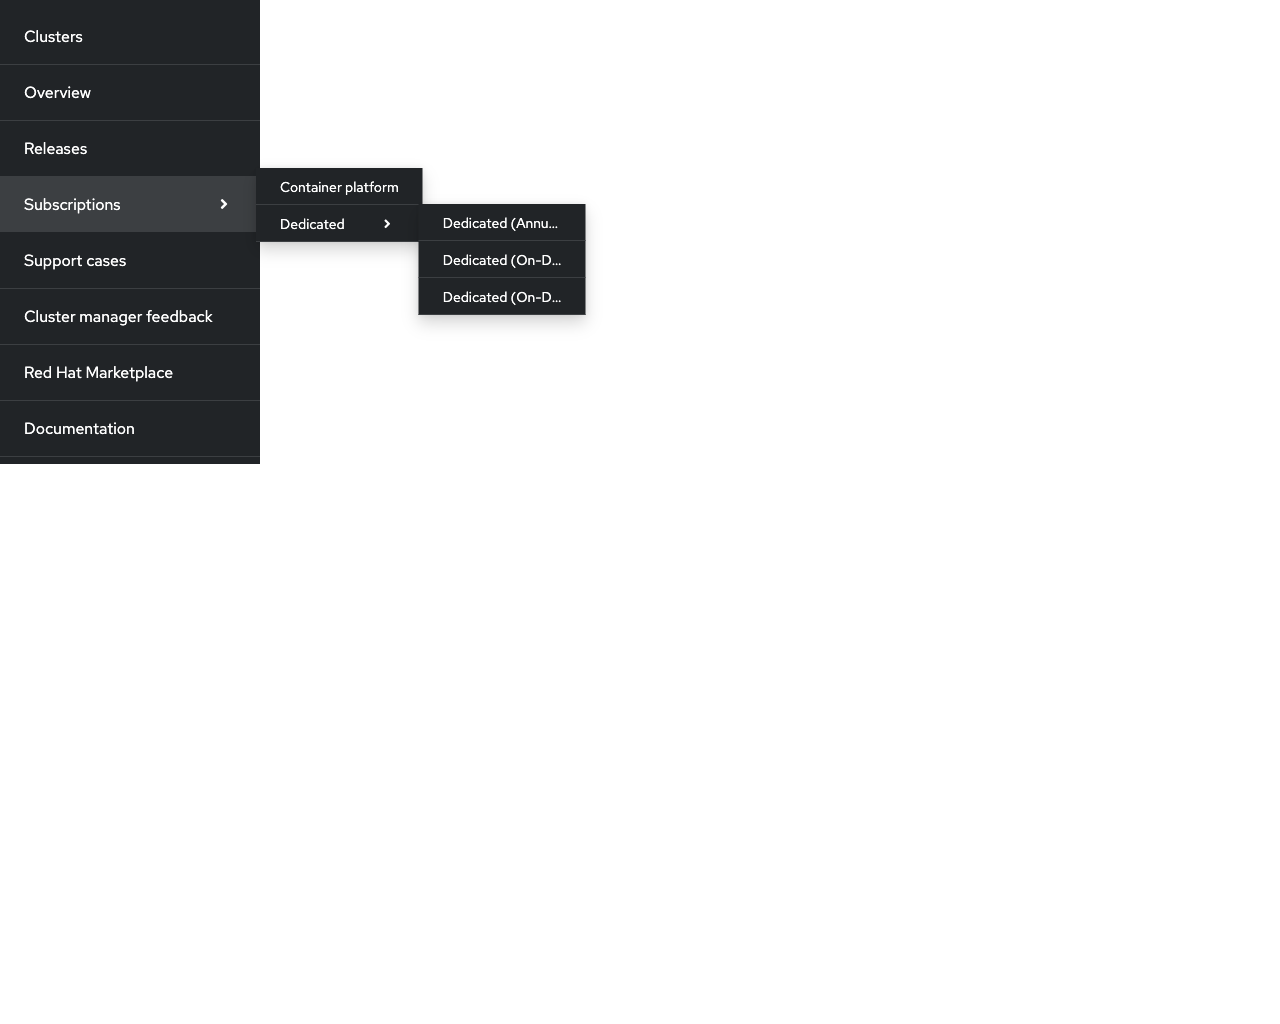 Clusters
Overview
Releases
Subscriptions
Support cases
Cluster manager feedback
Red Hat Marketplace
Documentation
Container platform
Dedicated
Dedicated (Annu...
Dedicated (On-D...
Dedicated (On-D...